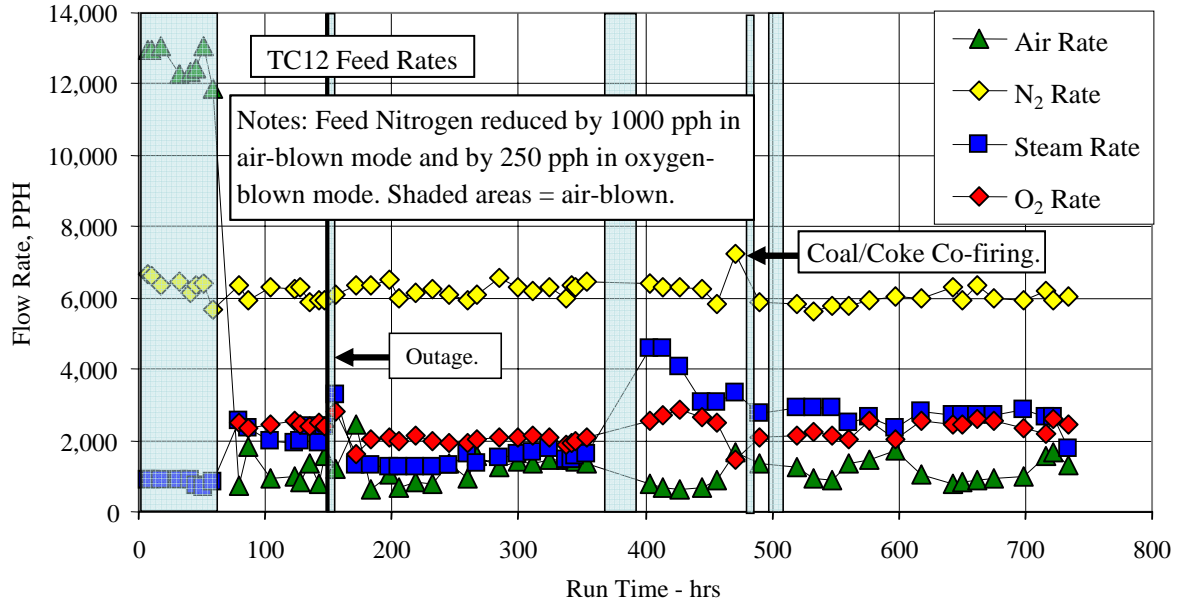 14,000
12,000
14,000
10,000
8,000
6,000
4,000
2,000
0
Flow Rate, PPH
TC12 Feed Rates
Notes: Feed Nitrogen reduced by 1000 pph in
air-blown mode and by 250 pph in oxygen-
blown mode. Shaded areas = air-blown.
Air Rate
N2 Rate
Steam Rate
O2 Rate
Coal/Coke Co-firing.
Outage.
0 100 200 300 400 500 600 700 800
Run Time - hrs